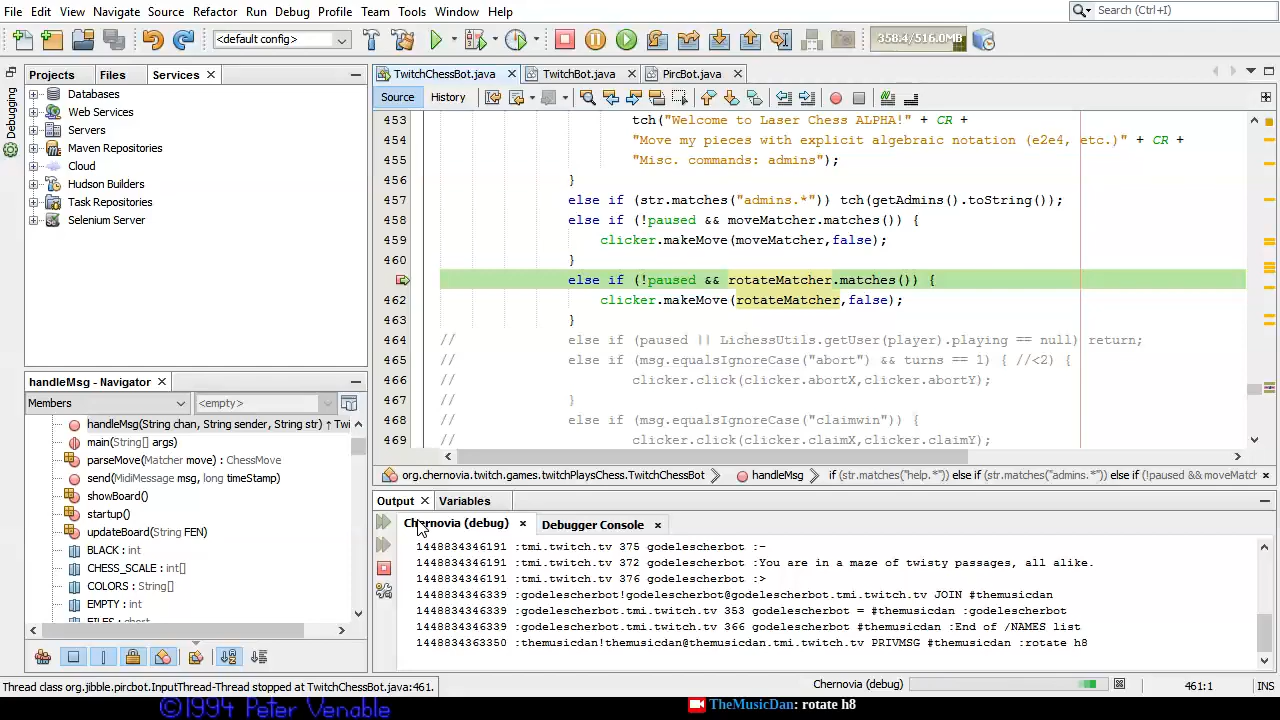 File Edit View Navigate Source Refactor Run Debug Profile Team Tools Window Help
Search (Ctrl+I)
<default config>
358.4/516.0MB
Debugging
Projects Files Services
Databases
Web Services
Servers
Maven Repositories
Cloud
Hudson Builders
Task Repositories
Selenium Server
handleMsg - Navigator
Members
<empty>
handleMsg(String chan, String sender, String str) ↑ Twi
main(String[] args)
parseMove(Matcher move) : ChessMove
send(MidiMessage msg, long timeStamp)
showBoard()
startup()
updateBoard(String FEN)
BLACK : int
CHESS_SCALE : int[]
COLORS : String[]
EMPTY : int
TwitchChessBot.java TwitchBot.java PircBot.java
Source History
453 tch("Welcome to Laser Chess ALPHA!" + CR +
454 "Move my pieces with explicit algebraic notation (e2e4, etc.)" + CR +
455 "Misc. commands: admins");
456 }
457 else if (str.matches("admins.*")) tch(getAdmins().toString());
458 else if (!paused && moveMatcher.matches()) {
459 clicker.makeMove(moveMatcher,false);
460 }
else if (!paused && rotateMatcher.matches()) {
462 clicker.makeMove(rotateMatcher,false);
463 }
464 // else if (paused || LichessUtils.getUser(player).playing == null) return;
465 // else if (msg.equalsIgnoreCase("abort") && turns == 1) { //<2) {
466 // clicker.click(clicker.abortX,clicker.abortY);
467 // }
468 // else if (msg.equalsIgnoreCase("claimwin")) {
469 // clicker.click(clicker.claimX,clicker.claimY);
org.chernovia.twitch.games.twitchPlaysChess.TwitchChessBot handleMsg if (str.matches("help.*")) else if (str.matches("admins.*")) else if (!paused && moveMatch
Output Variables
Chernovia (debug) Debugger Console
1448834346191 :tmi.twitch.tv 375 godelescherbot :-
1448834346191 :tmi.twitch.tv 372 godelescherbot :You are in a maze of twisty passages, all alike.
1448834346191 :tmi.twitch.tv 376 godelescherbot :>
1448834346339 :godelescherbot!godelescherbot@godelescherbot.tmi.twitch.tv JOIN #themusicdan
1448834346339 :godelescherbot.tmi.twitch.tv 353 godelescherbot = #themusicdan :godelescherbot
1448834346339 :godelescherbot.tmi.twitch.tv 366 godelescherbot #themusicdan :End of /NAMES list
1448834363350 :themusicdan!themusicdan@themusicdan.tmi.twitch.tv PRIVMSG #themusicdan :rotate h8
Thread class org.jibble.pircbot.InputThread-Thread stopped at TwitchChessBot.java:461.
Chernovia (debug)
461:1
INS
©1994 Peter Venable
TheMusicDan: rotate h8